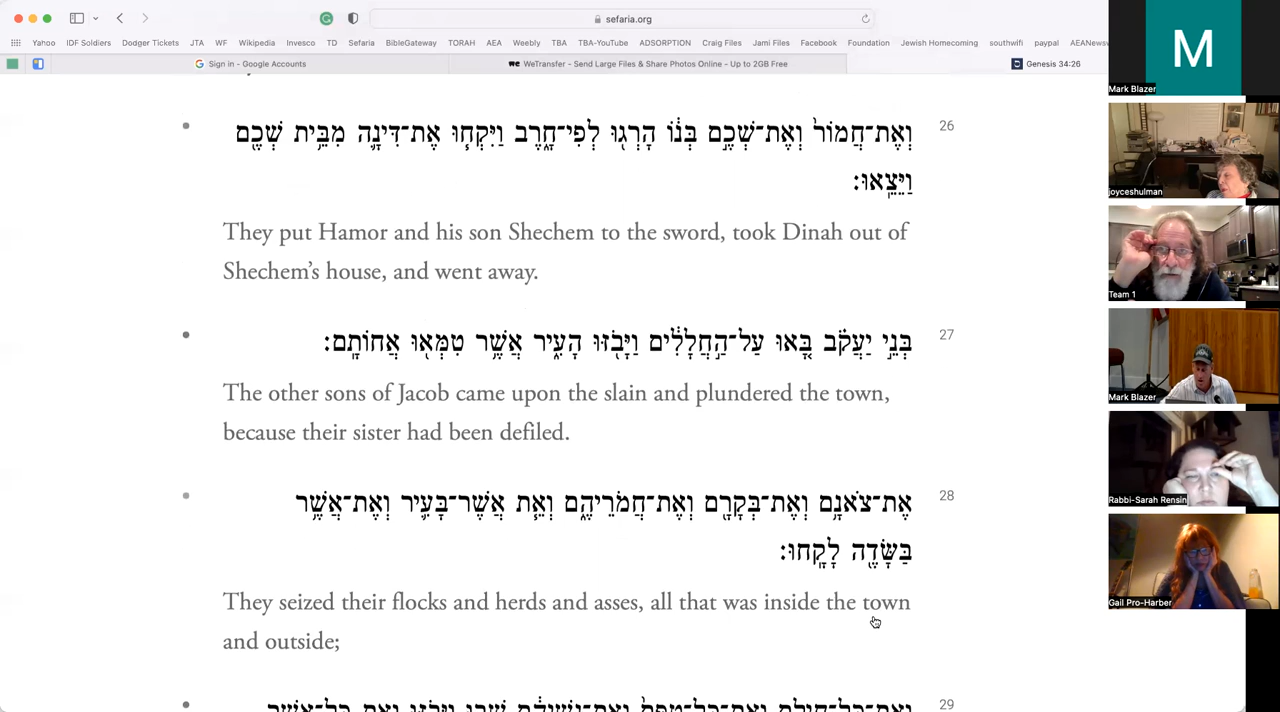 sefaria.org
Yahoo IDF Soldiers Dodger Tickets JTA WF Wikipedia Invesco TD Sefaria BibleGateway TORAH AEA Weebly TBA TBA-YouTube ADSORPTION Craig Files Jami Files Facebook Foundation Jewish Homecoming southwifi paypal AEANews
Sign in - Google Accounts
WeTransfer - Send Large Files & Share Photos Online - Up to 2GB Free
Genesis 34:26
26
וְאֶת־חֲמוֹר֙ וְאֶת־שְׁכֶ֣ם בְּנ֔וֹ הָרְג֖וּ לְפִי־חָ֑רֶב וַיִּקְח֧וּ אֶת־דִּינָ֛ה מִבֵּ֥ית שְׁכֶ֖ם
וַיֵּצֵֽאוּ׃
They put Hamor and his son Shechem to the sword, took Dinah out of
Shechem’s house, and went away.
27
בְּנֵ֣י יַעֲקֹ֗ב בָּ֚אוּ עַל־הַ֣חֲלָלִ֔ים וַיָּבֹ֖זּוּ הָעִ֑יר אֲשֶׁ֥ר טִמְּא֖וּ אֲחוֹתָֽם׃
The other sons of Jacob came upon the slain and plundered the town,
because their sister had been defiled.
28
אֶת־צֹאנָ֥ם וְאֶת־בְּקָרָ֖ם וְאֶת־חֲמֹרֵיהֶ֑ם וְאֵ֧ת אֲשֶׁר־בָּעִ֛יר וְאֶת־אֲשֶׁ֥ר
בַּשָּׂדֶ֖ה לָקָֽחוּ׃
They seized their flocks and herds and asses, all that was inside the town
and outside;
29
M
Mark Blazer
joyceshulman
Team 1
Mark Blazer
Rabbi-Sarah Rensin
Gail Pro-Harber